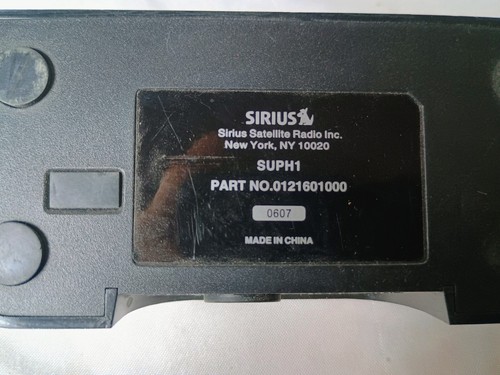 SIRIUS
Sirius Satellite Radio Inc.
New York, NY 10020
SUPH1
PART NO.0121601000
0607
MADE IN CHINA